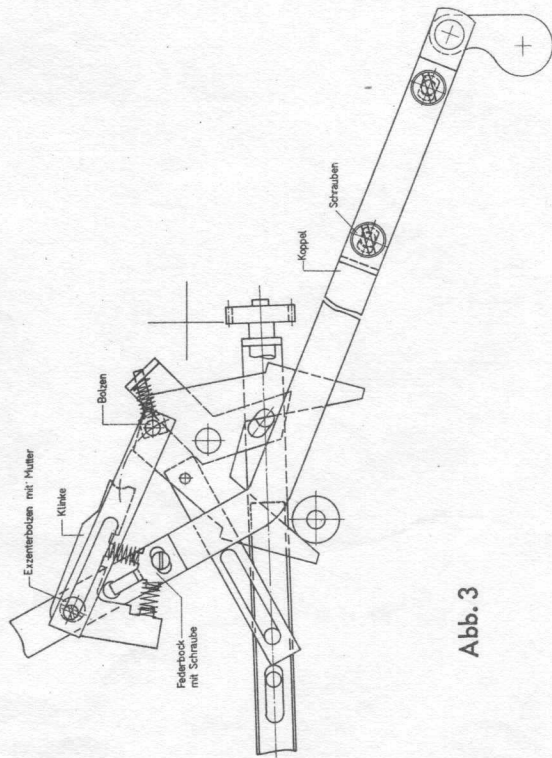 Exzenterbolzen mit Mutter
Klinke
Bolzen
Federbock
mit Schraube
Koppel
Schrauben
Abb. 3